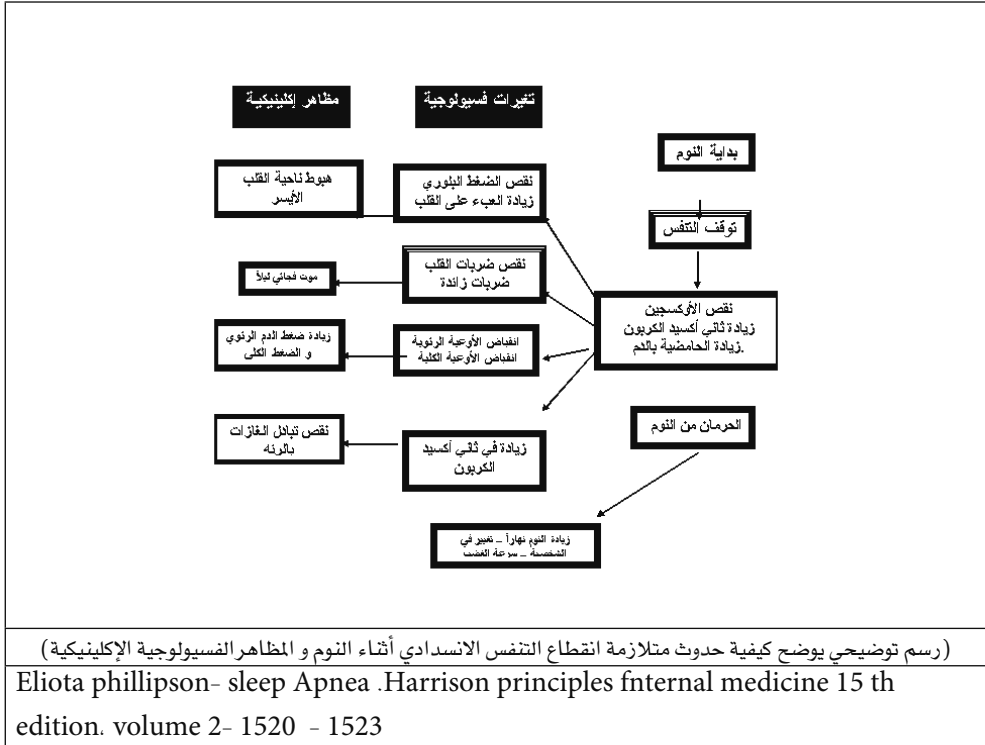 تغيرات فسيولوجية
مظاهر إكلينيكية
بداية النوم
توقف التنفس
نقص الأوكسجين
زيادة ثاني أكسيد الكربون
زيادة الحامضية بالدم.
نقص الضغط البلوري
زيادة العبء على القلب
هبوط ناحية القلب
الأيسر
نقص ضربات القلب
ضربات زائدة
موت فجائي ليلاً
انقباض الأوعية الرئوية
انقباض الأوعية الكلية
زيادة ضغط الدم الرئوي
و الضغط الكلى
زيادة في ثاني أكسيد
الكربون
نقص تبادل الغازات
بالرئه
الحرمان من النوم
زيادة النوم نهاراً – تغيير في
الشخصية – سرعة الغضب
(رسم توضيحي يوضح كيفية حدوث متلازمة انقطاع التنفس الانسدادي أثناء النوم و المظاهر الفسيولوجية الإكلينيكية)
Eliota phillipson- sleep Apnea .Harrison principles fnternal medicine 15 th
edition, volume 2- 1520 - 1523